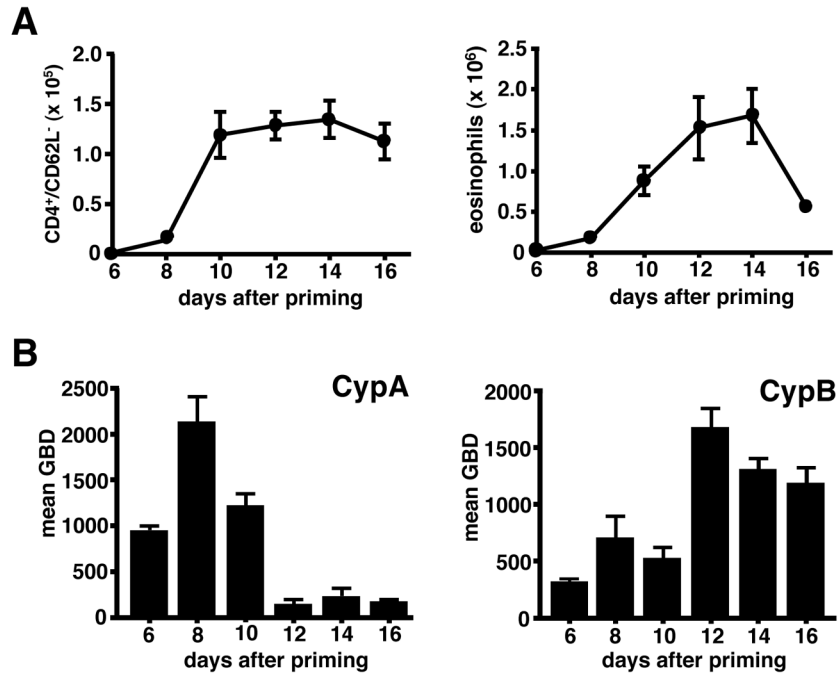 A
CD4⁺/CD62L⁻ (x 10⁵)
2.0
1.5
1.0
0.5
0
6 8 10 12 14 16
days after priming
eosinophils (x 10⁶)
2.5
2.0
1.5
1.0
0.5
0
6 8 10 12 14 16
days after priming
B
CypA
mean GBD
2500
2000
1500
1000
500
0
6 8 10 12 14 16
days after priming
CypB
mean GBD
2000
1500
1000
500
0
6 8 10 12 14 16
days after priming